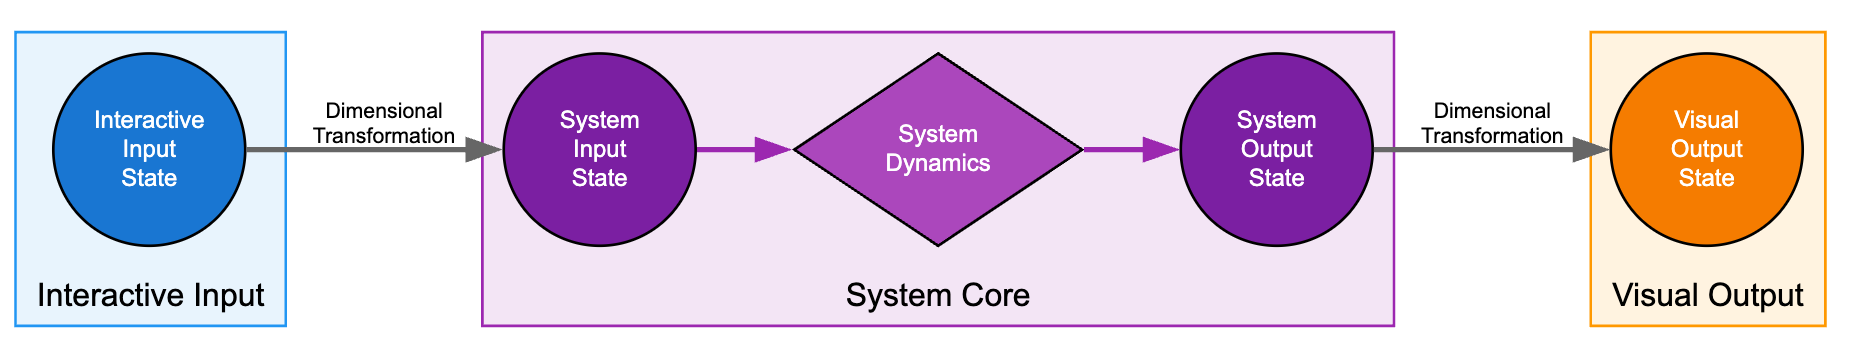 Interactive
Input
State
Dimensional
Transformation
System
Input
State
System
Dynamics
System
Output
State
Dimensional
Transformation
Visual
Output
State
Interactive Input
System Core
Visual Output